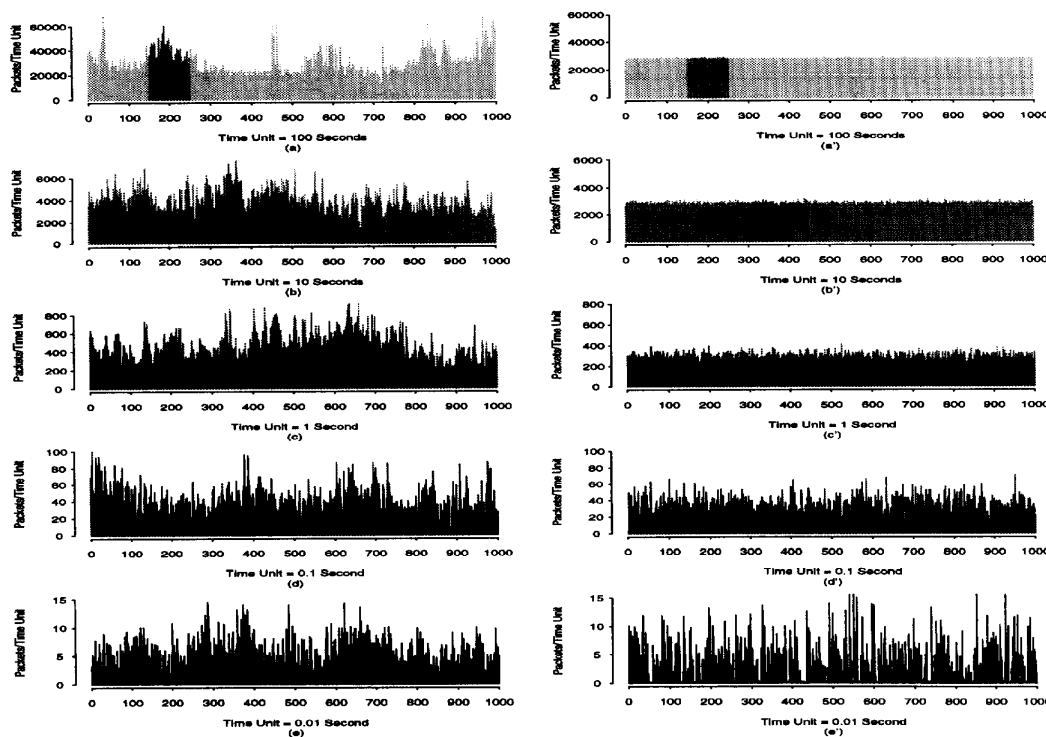 Packets/Time Unit
60000
40000
20000
0
0 100 200 300 400 500 600 700 800 900 1000
Time Unit = 100 Seconds
(a)
Packets/Time Unit
60000
40000
20000
0
0 100 200 300 400 500 600 700 800 900 1000
Time Unit = 100 Seconds
(a')
Packets/Time Unit
6000
4000
2000
0
0 100 200 300 400 500 600 700 800 900 1000
Time Unit = 10 Seconds
(b)
Packets/Time Unit
6000
4000
2000
0
0 100 200 300 400 500 600 700 800 900 1000
Time Unit = 10 Seconds
(b')
Packets/Time Unit
800
600
400
200
0
0 100 200 300 400 500 600 700 800 900 1000
Time Unit = 1 Second
(c)
Packets/Time Unit
800
600
400
200
0
0 100 200 300 400 500 600 700 800 900 1000
Time Unit = 1 Second
(c')
Packets/Time Unit
100
80
60
40
20
0
0 100 200 300 400 500 600 700 800 900 1000
Time Unit = 0.1 Second
(d)
Packets/Time Unit
100
80
60
40
20
0
0 100 200 300 400 500 600 700 800 900 1000
Time Unit = 0.1 Second
(d')
Packets/Time Unit
15
10
5
0
0 100 200 300 400 500 600 700 800 900 1000
Time Unit = 0.01 Second
(e)
Packets/Time Unit
15
10
5
0
0 100 200 300 400 500 600 700 800 900 1000
Time Unit = 0.01 Second
(e')